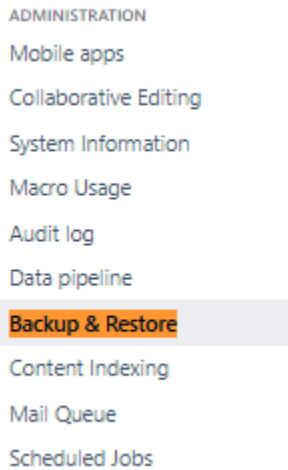 ADMINISTRATION
Mobile apps
Collaborative Editing
System Information
Macro Usage
Audit log
Data pipeline
Backup & Restore
Content Indexing
Mail Queue
Scheduled Jobs